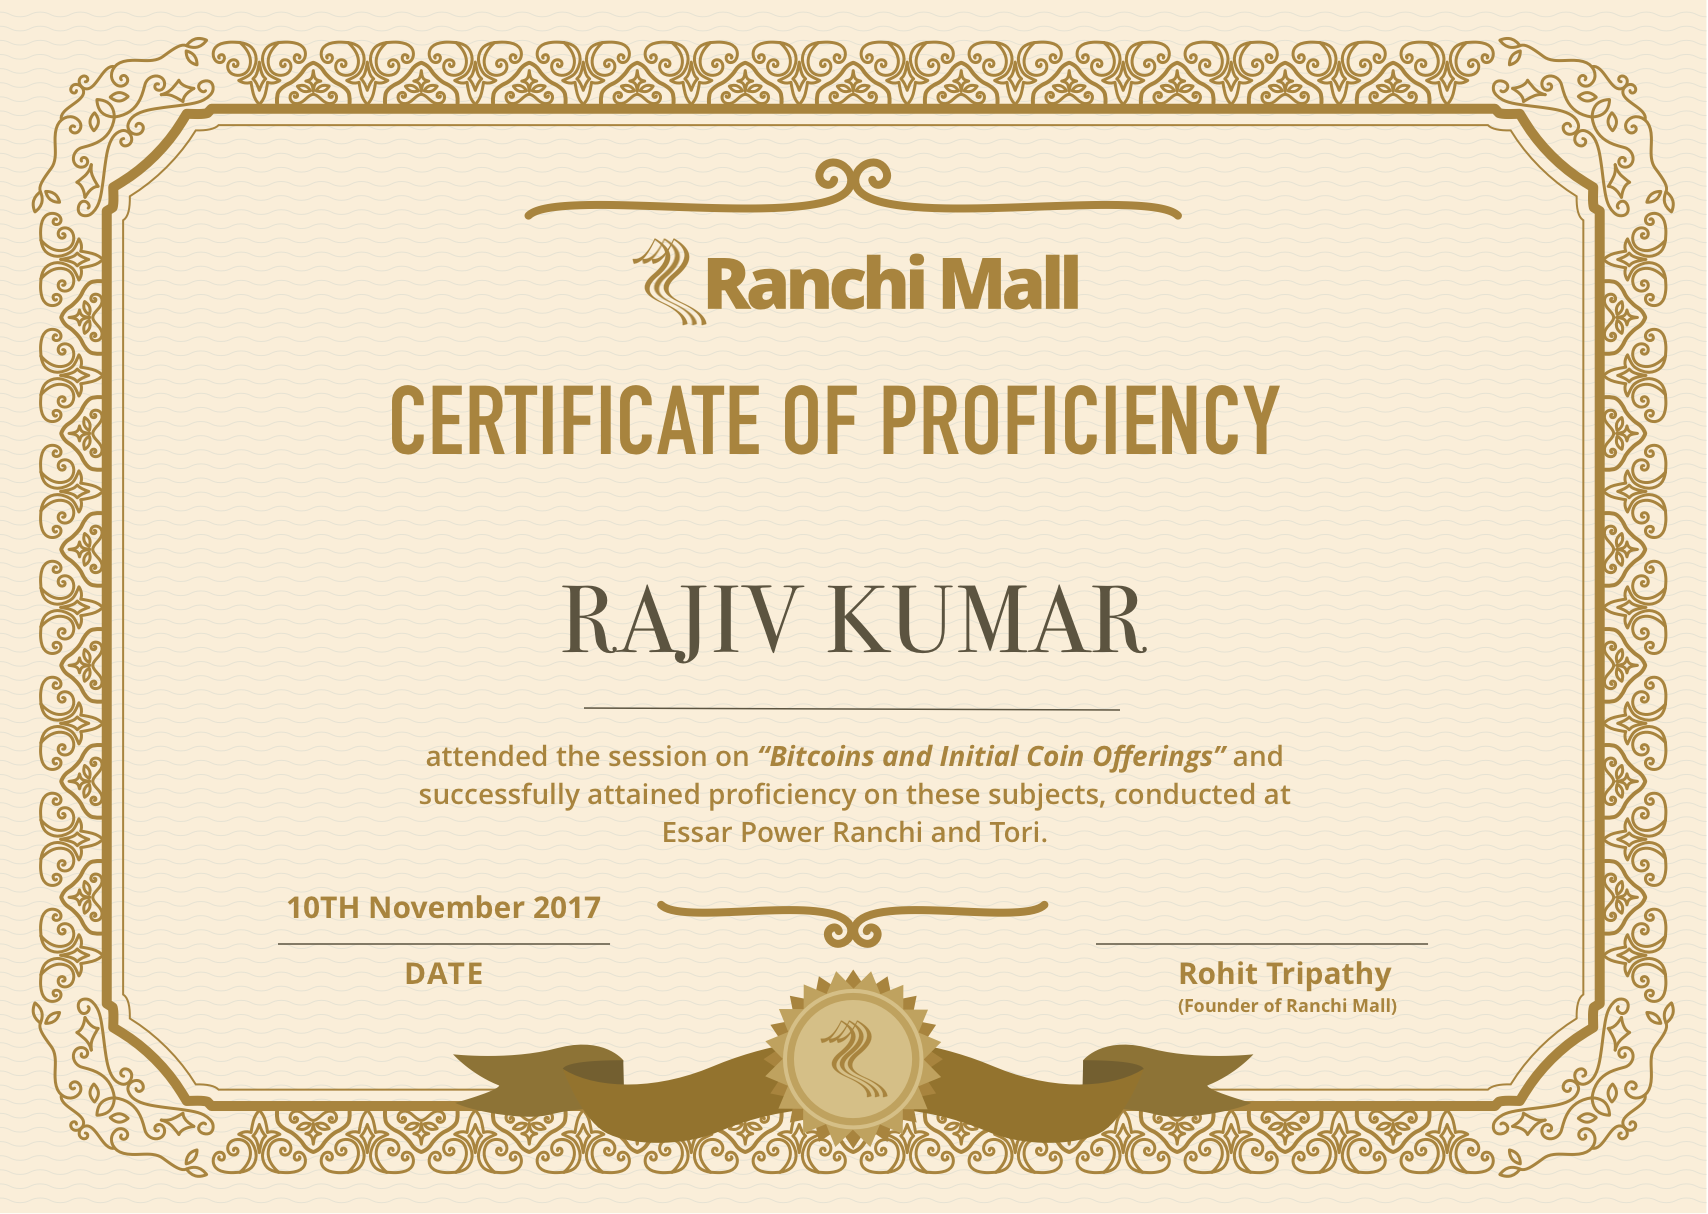 Ranchi Mall
CERTIFICATE OF PROFICIENCY
RAJIV KUMAR
attended the session on “Bitcoins and Initial Coin Offerings” and
successfully attained proficiency on these subjects, conducted at
Essar Power Ranchi and Tori.
10TH November 2017
DATE
Rohit Tripathy
(Founder of Ranchi Mall)